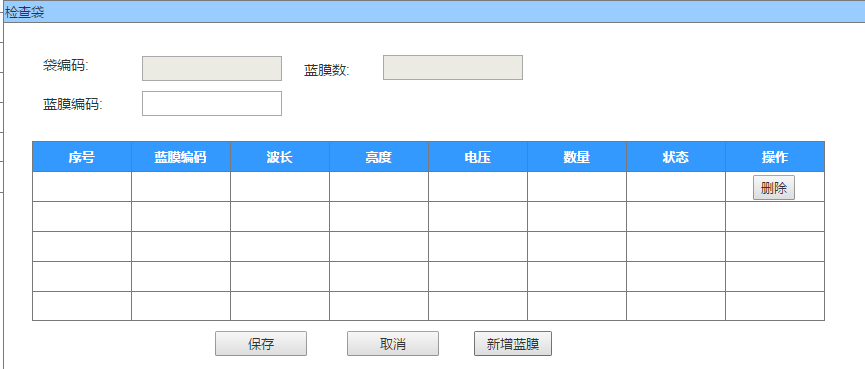 检查袋
袋编码: 蓝膜数:
蓝膜编码:
序号 蓝膜编码 波长 亮度 电压 数量 状态 操作
删除
保存 取消 新增蓝膜